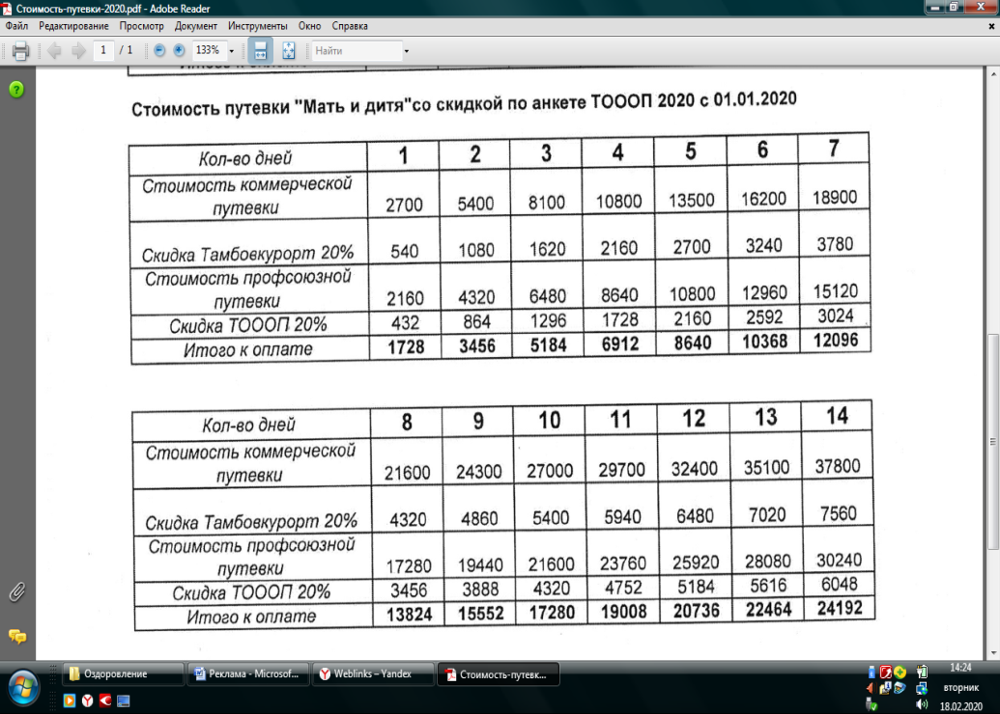 Стоимость-путевки-2020.pdf - Adobe Reader
Файл Редактирование Просмотр Документ Инструменты Окно Справка
1 / 1 133% Найти
Стоимость путевки "Мать и дитя"со скидкой по анкете ТОООП 2020 с 01.01.2020
Кол-во дней 1 2 3 4 5 6 7
Стоимость коммерческой
путевки 2700 5400 8100 10800 13500 16200 18900
Скидка Тамбовкурорт 20% 540 1080 1620 2160 2700 3240 3780
Стоимость профсоюзной
путевки 2160 4320 6480 8640 10800 12960 15120
Скидка ТОООП 20% 432 864 1296 1728 2160 2592 3024
Итого к оплате 1728 3456 5184 6912 8640 10368 12096
Кол-во дней 8 9 10 11 12 13 14
Стоимость коммерческой
путевки 21600 24300 27000 29700 32400 35100 37800
Скидка Тамбовкурорт 20% 4320 4860 5400 5940 6480 7020 7560
Стоимость профсоюзной
путевки 17280 19440 21600 23760 25920 28080 30240
Скидка ТОООП 20% 3456 3888 4320 4752 5184 5616 6048
Итого к оплате 13824 15552 17280 19008 20736 22464 24192
Оздоровление Реклама - Microsof... Weblinks – Yandex Стоимость-путевк...
14:24
вторник
18.02.2020